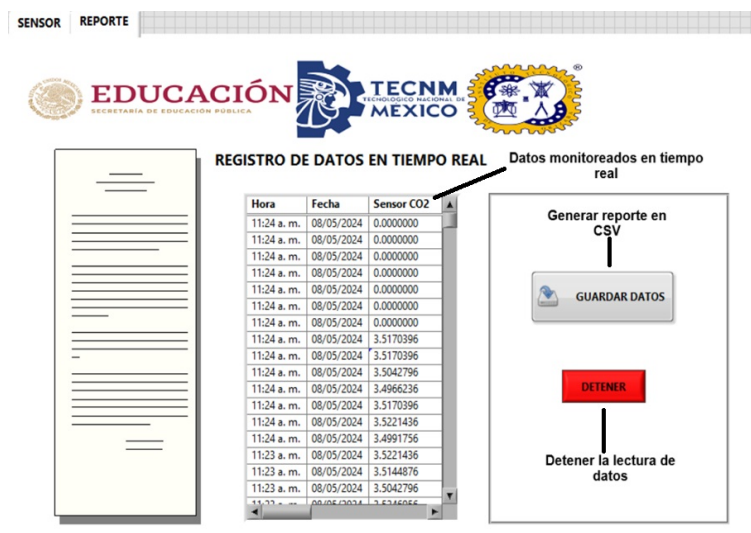 SENSOR
REPORTE
EDUCACIÓN
SECRETARÍA DE EDUCACIÓN PÚBLICA
TECNM
TECNOLÓGICO NACIONAL DE
MÉXICO
®
REGISTRO DE DATOS EN TIEMPO REAL
Datos monitoreados en tiempo
real
Hora Fecha Sensor CO2
11:24 a. m. 08/05/2024 0.0000000
11:24 a. m. 08/05/2024 0.0000000
11:24 a. m. 08/05/2024 0.0000000
11:24 a. m. 08/05/2024 0.0000000
11:24 a. m. 08/05/2024 0.0000000
11:24 a. m. 08/05/2024 0.0000000
11:24 a. m. 08/05/2024 0.0000000
11:24 a. m. 08/05/2024 3.5170396
11:24 a. m. 08/05/2024 3.5170396
11:24 a. m. 08/05/2024 3.5042796
11:24 a. m. 08/05/2024 3.4966236
11:24 a. m. 08/05/2024 3.5170396
11:24 a. m. 08/05/2024 3.5221436
11:24 a. m. 08/05/2024 3.4991756
11:23 a. m. 08/05/2024 3.5221436
11:23 a. m. 08/05/2024 3.5144876
11:23 a. m. 08/05/2024 3.5042796
Generar reporte en
CSV
GUARDAR DATOS
DETENER
Detener la lectura de
datos